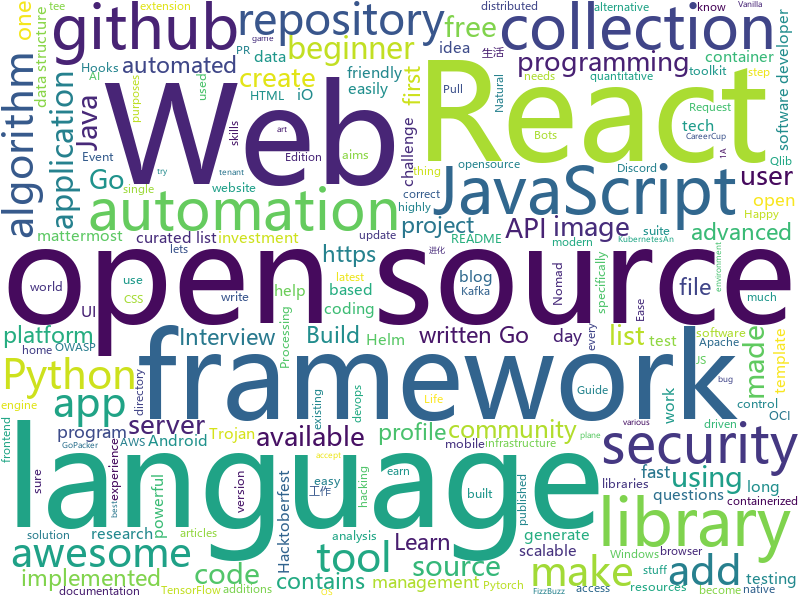 tee
extension
distributed
alternative
know
Vanilla
github
Web
repository
collection
free
game
PR
Hooks
data
idea
生活
one
beginner
automated
AI
friendly
programming
container
data structure
algorithm
application
Java
purposes
HTML
iO
create
easily
first
Pull
Natural
toolkit
needs
quantitative
step
software developer
React
tech
CareerCup
1A
Event
skills
art
Edition
aims
challenge
Request
Bots
Go
single
try
tenant
opensource
JavaScript
Qlib
user
used
website
correct
highly
Discord
thing
open
automation
project
API
image
Happy
mattermost
curated list
investment
README
suite
advanced
update
https
modern
KubernetesAn
open source
lets
进化
world
use
latest
based
help
blog
Kafka
Nomad
specifically
file
environment
CSS
write
coding
UI
much
platform
Interview
Build
Helm
written Go
day
Ease
list
test
made
template
software
Apache
home
OWASP
Processing
framework
every
JS
Python
directory
existing
Guide
work
control
engine
devops
Life
various
bug
app
profile
community
OCI
frontend
program
server
GoPacker
Aws
Android
Trojan
available
mobile
infrastructure
plane
driven
security
sure
experience
version
Hacktoberfest
language
hacking
accept
fast
libraries
using
long
best
easy
工作
earn
built
published
questions
containerized
powerful
research
articles
solution
generate
Learn
scalable
library
awesome
tool
source
analysis
Windows
browser
implemented
code
contains
management
Pytorch
make
add
stuff
testing
documentation
TensorFlow
additions
os
FizzBuzz
access
become
resources
native